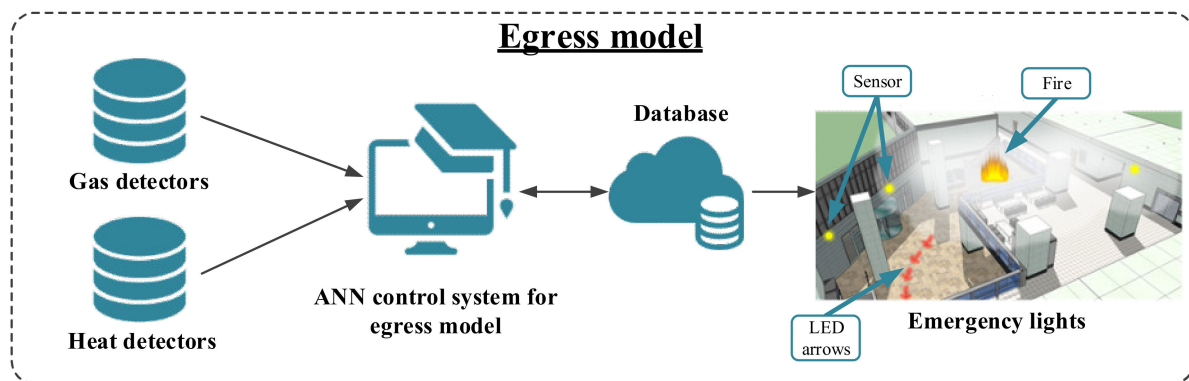 Egress model
Sensor
Fire
Database
Gas detectors
Heat detectors
ANN control system for
egress model
LED
arrows
Emergency lights